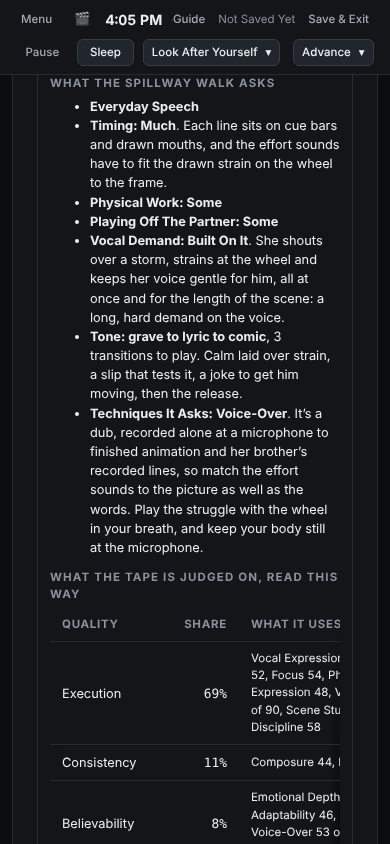 Menu 🎬 4:05 PM Guide Not Saved Yet Save & Exit
Pause Sleep Look After Yourself ▾ Advance ▾
WHAT THE SPILLWAY WALK ASKS
• Everyday Speech
• Timing: Much. Each line sits on cue bars
and drawn mouths, and the effort sounds
have to fit the drawn strain on the wheel
to the frame.
• Physical Work: Some
• Playing Off The Partner: Some
• Vocal Demand: Built On It. She shouts
over a storm, strains at the wheel and
keeps her voice gentle for him, all at
once and for the length of the scene: a
long, hard demand on the voice.
• Tone: grave to lyric to comic, 3
transitions to play. Calm laid over strain,
a slip that tests it, a joke to get him
moving, then the release.
• Techniques It Asks: Voice-Over. It’s a
dub, recorded alone at a microphone to
finished animation and her brother’s
recorded lines, so match the effort
sounds to the picture as well as the
words. Play the struggle with the wheel
in your breath, and keep your body still
at the microphone.
WHAT THE TAPE IS JUDGED ON, READ THIS
WAY
QUALITY SHARE WHAT IT USES
Vocal Expression
52, Focus 54,
Execution 69% Expression 48,
of 90, Scene
Discipline 58
Consistency 11% Composure 44,
Emotional Depth
Believability 8% Adaptability 46,
Voice-Over 53